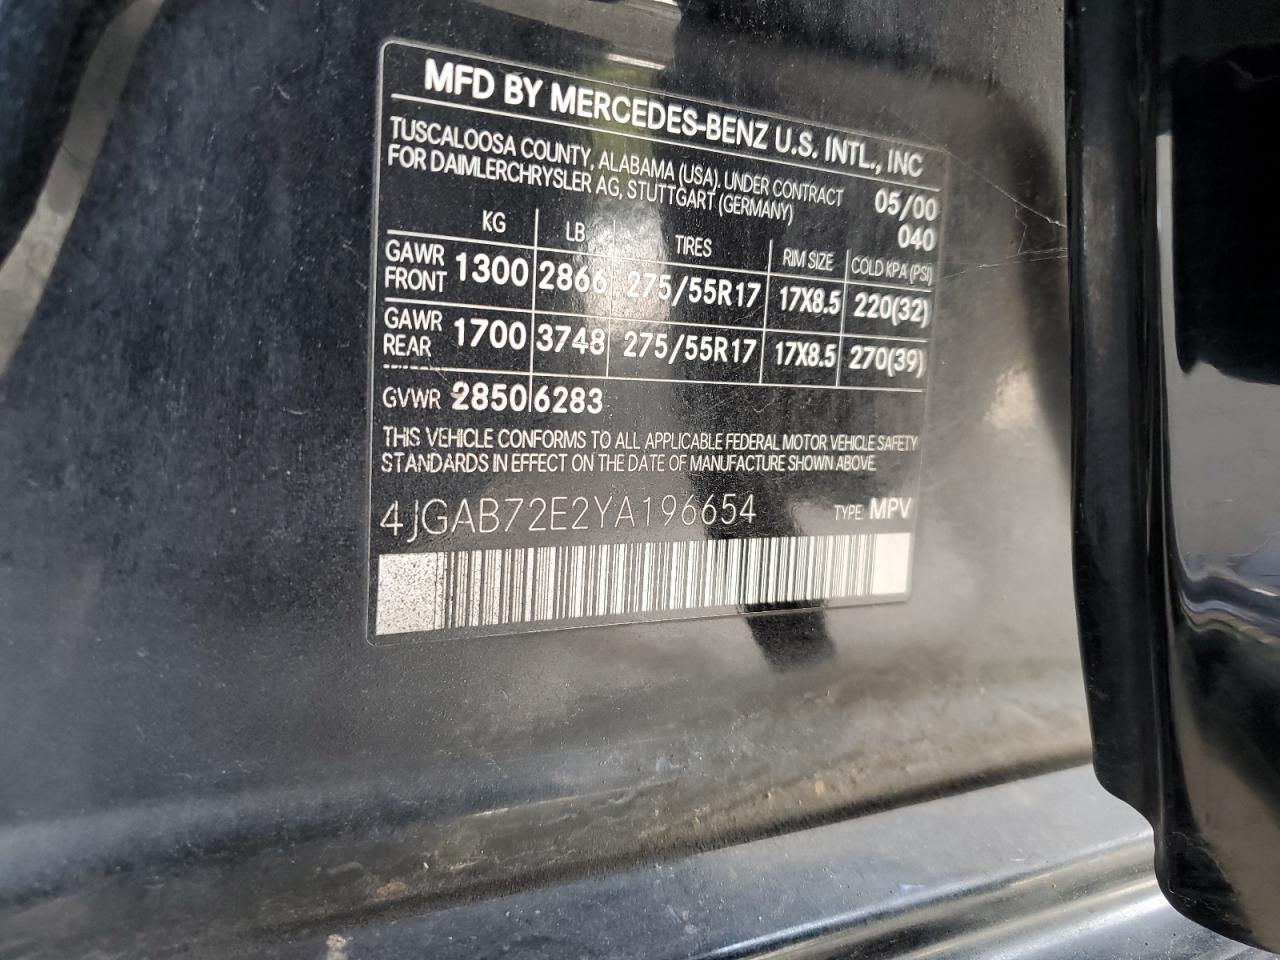 MFD BY MERCEDES-BENZ U.S. INTL., INC
TUSCALOOSA COUNTY, ALABAMA (USA). UNDER CONTRACT 05/00
FOR DAIMLERCHRYSLER AG, STUTTGART (GERMANY) 040
KG LB TIRES RIM SIZE COLD KPA (PSI)
GAWR FRONT 1300 2866 275/55R17 17X8.5 220(32)
GAWR REAR 1700 3748 275/55R17 17X8.5 270(39)
GVWR 2850 6283
THIS VEHICLE CONFORMS TO ALL APPLICABLE FEDERAL MOTOR VEHICLE SAFETY
STANDARDS IN EFFECT ON THE DATE OF MANUFACTURE SHOWN ABOVE.
4JGAB72E2YA196654 TYPE: MPV